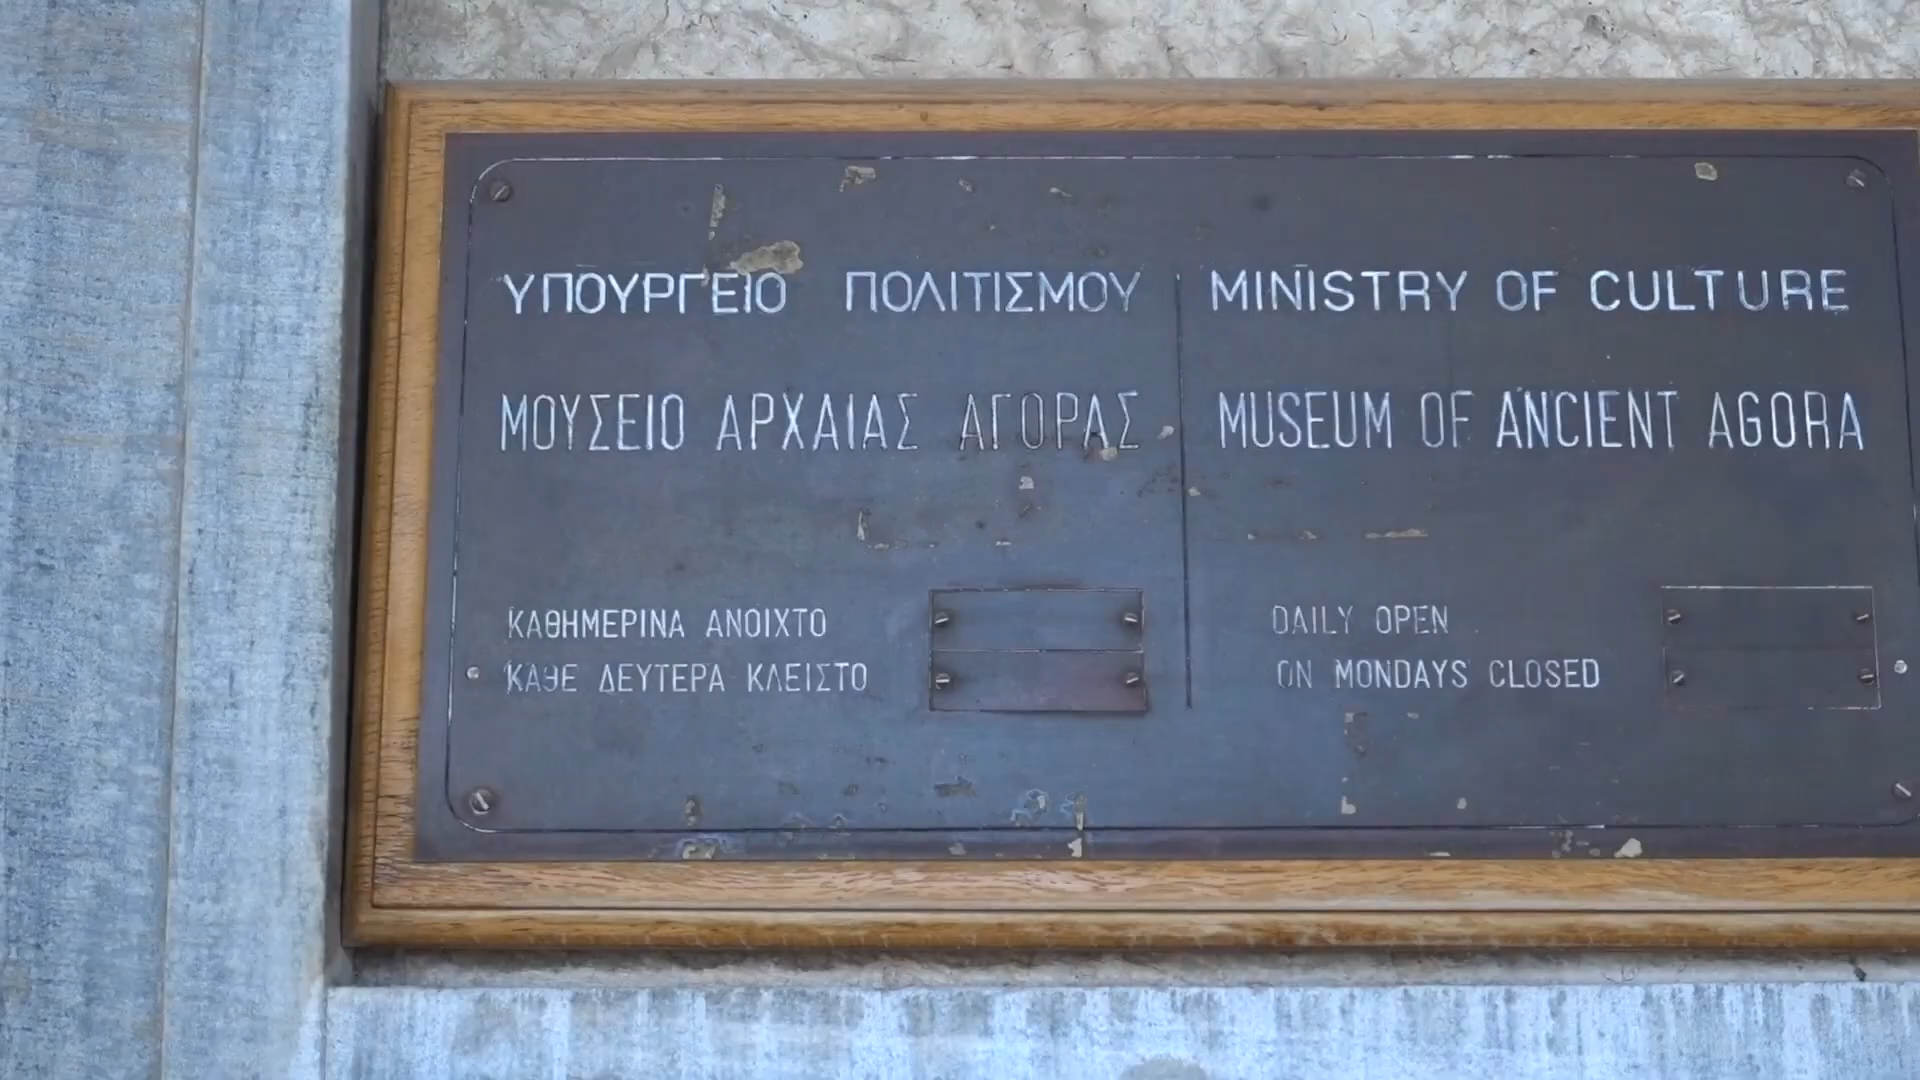 ΥΠΟΥΡΓΕΙΟ ΠΟΛΙΤΙΣΜΟΥ
ΜΟΥΣΕΙΟ ΑΡΧΑΙΑΣ ΑΓΟΡΑΣ
ΚΑΘΗΜΕΡΙΝΑ ΑΝΟΙΧΤΟ
ΚΑΘΕ ΔΕΥΤΕΡΑ ΚΛΕΙΣΤΟ
MINISTRY OF CULTURE
MUSEUM OF ANCIENT AGORA
DAILY OPEN
ON MONDAYS CLOSED